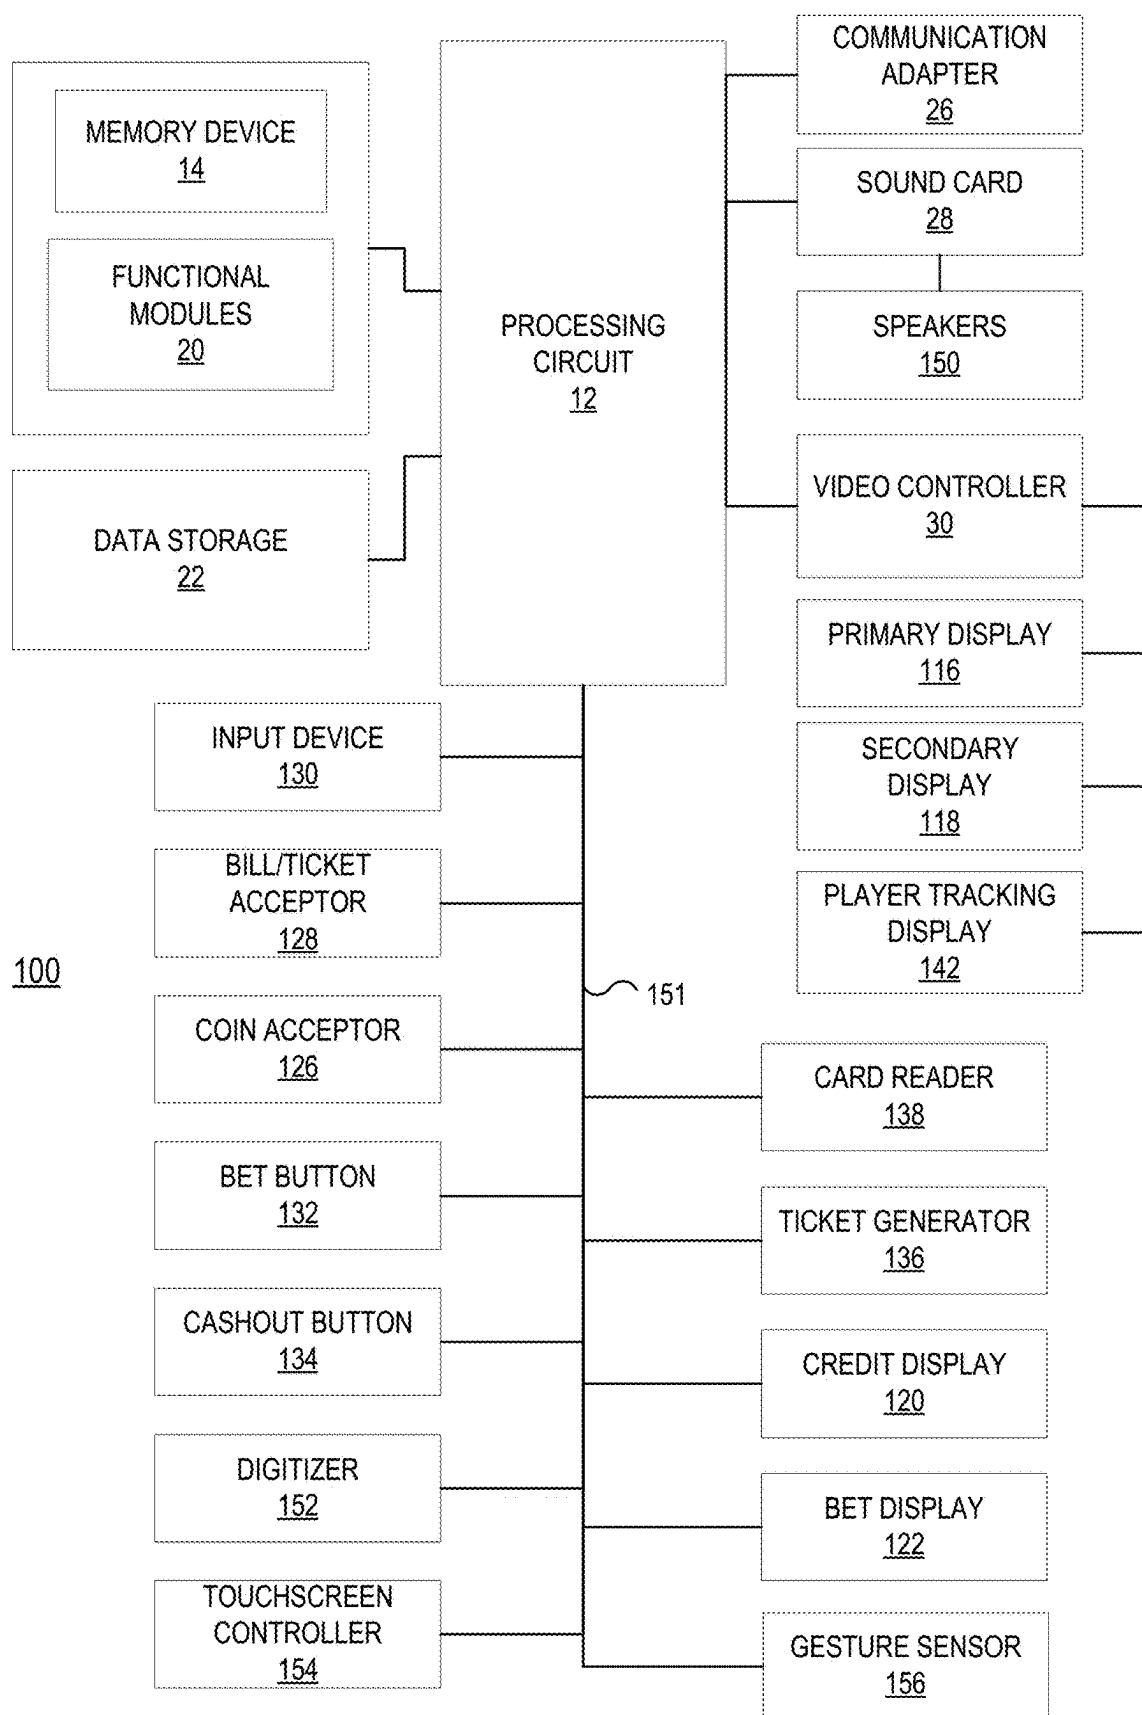 MEMORY DEVICE
14
FUNCTIONAL
MODULES
20
DATA STORAGE
22
PROCESSING
CIRCUIT
12
COMMUNICATION
ADAPTER
26
SOUND CARD
28
SPEAKERS
150
VIDEO CONTROLLER
30
PRIMARY DISPLAY
116
SECONDARY
DISPLAY
118
PLAYER TRACKING
DISPLAY
142
INPUT DEVICE
130
BILL/TICKET
ACCEPTOR
128
100
COIN ACCEPTOR
126
BET BUTTON
132
CASHOUT BUTTON
134
DIGITIZER
152
TOUCHSCREEN
CONTROLLER
154
151
CARD READER
138
TICKET GENERATOR
136
CREDIT DISPLAY
120
BET DISPLAY
122
GESTURE SENSOR
156